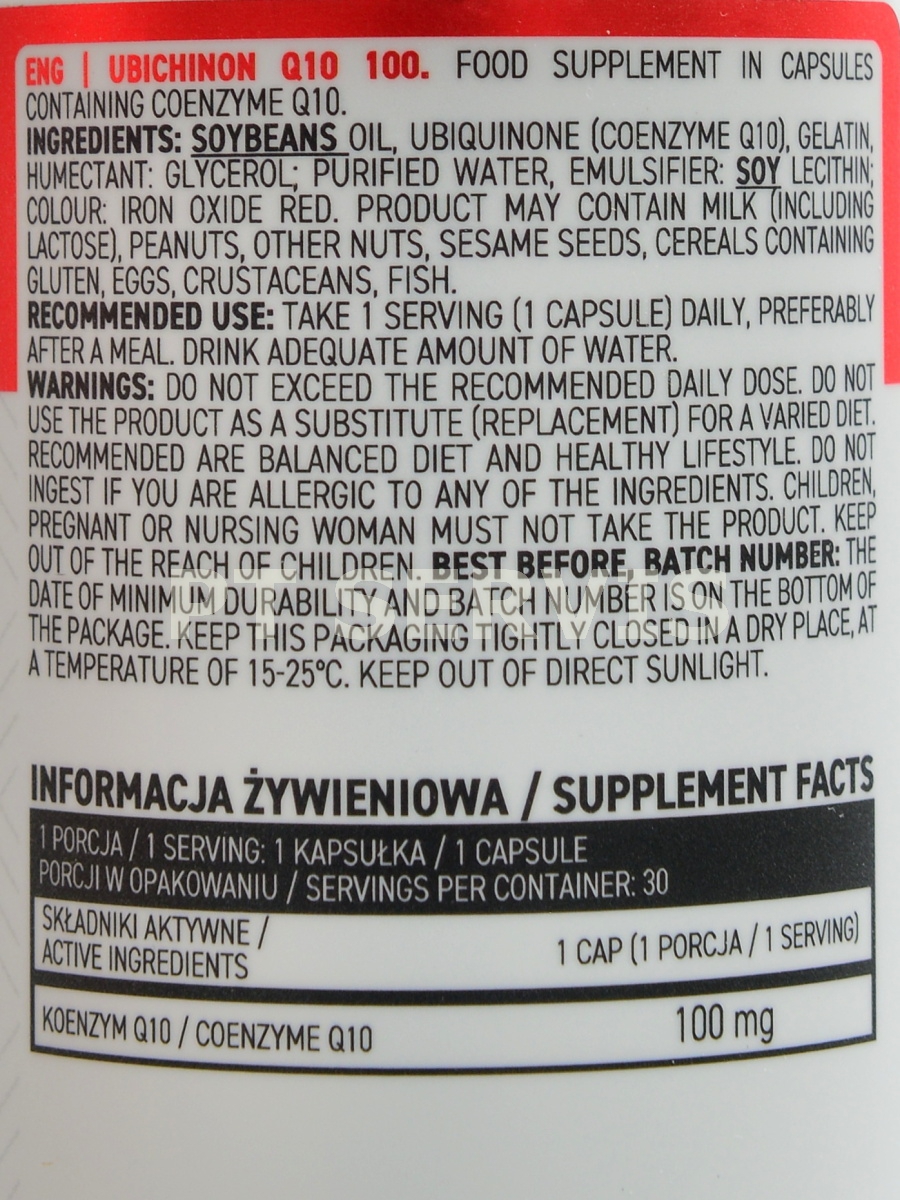 ENG | UBICHINON Q10 100. FOOD SUPPLEMENT IN CAPSULES
CONTAINING COENZYME Q10.
INGREDIENTS: SOYBEANS OIL, UBIQUINONE (COENZYME Q10), GELATIN,
HUMECTANT: GLYCEROL; PURIFIED WATER, EMULSIFIER: SOY LECITHIN;
COLOUR: IRON OXIDE RED. PRODUCT MAY CONTAIN MILK (INCLUDING
LACTOSE), PEANUTS, OTHER NUTS, SESAME SEEDS, CEREALS CONTAINING
GLUTEN, EGGS, CRUSTACEANS, FISH.
RECOMMENDED USE: TAKE 1 SERVING (1 CAPSULE) DAILY, PREFERABLY
AFTER A MEAL. DRINK ADEQUATE AMOUNT OF WATER.
WARNINGS: DO NOT EXCEED THE RECOMMENDED DAILY DOSE. DO NOT
USE THE PRODUCT AS A SUBSTITUTE (REPLACEMENT) FOR A VARIED DIET.
RECOMMENDED ARE BALANCED DIET AND HEALTHY LIFESTYLE. DO NOT
INGEST IF YOU ARE ALLERGIC TO ANY OF THE INGREDIENTS. CHILDREN,
PREGNANT OR NURSING WOMAN MUST NOT TAKE THE PRODUCT. KEEP
OUT OF THE REACH OF CHILDREN. BEST BEFORE, BATCH NUMBER: THE
DATE OF MINIMUM DURABILITY AND BATCH NUMBER IS ON THE BOTTOM OF
PT SERVIS
THE PACKAGE. KEEP THIS PACKAGING TIGHTLY CLOSED IN A DRY PLACE, AT
A TEMPERATURE OF 15-25°C. KEEP OUT OF DIRECT SUNLIGHT.
INFORMACJA ŻYWIENIOWA / SUPPLEMENT FACTS
1 PORCJA / 1 SERVING: 1 KAPSUŁKA / 1 CAPSULE
PORCJI W OPAKOWANIU / SERVINGS PER CONTAINER: 30
SKŁADNIKI AKTYWNE /
ACTIVE INGREDIENTS
1 CAP (1 PORCJA / 1 SERVING)
KOENZYM Q10 / COENZYME Q10
100 mg